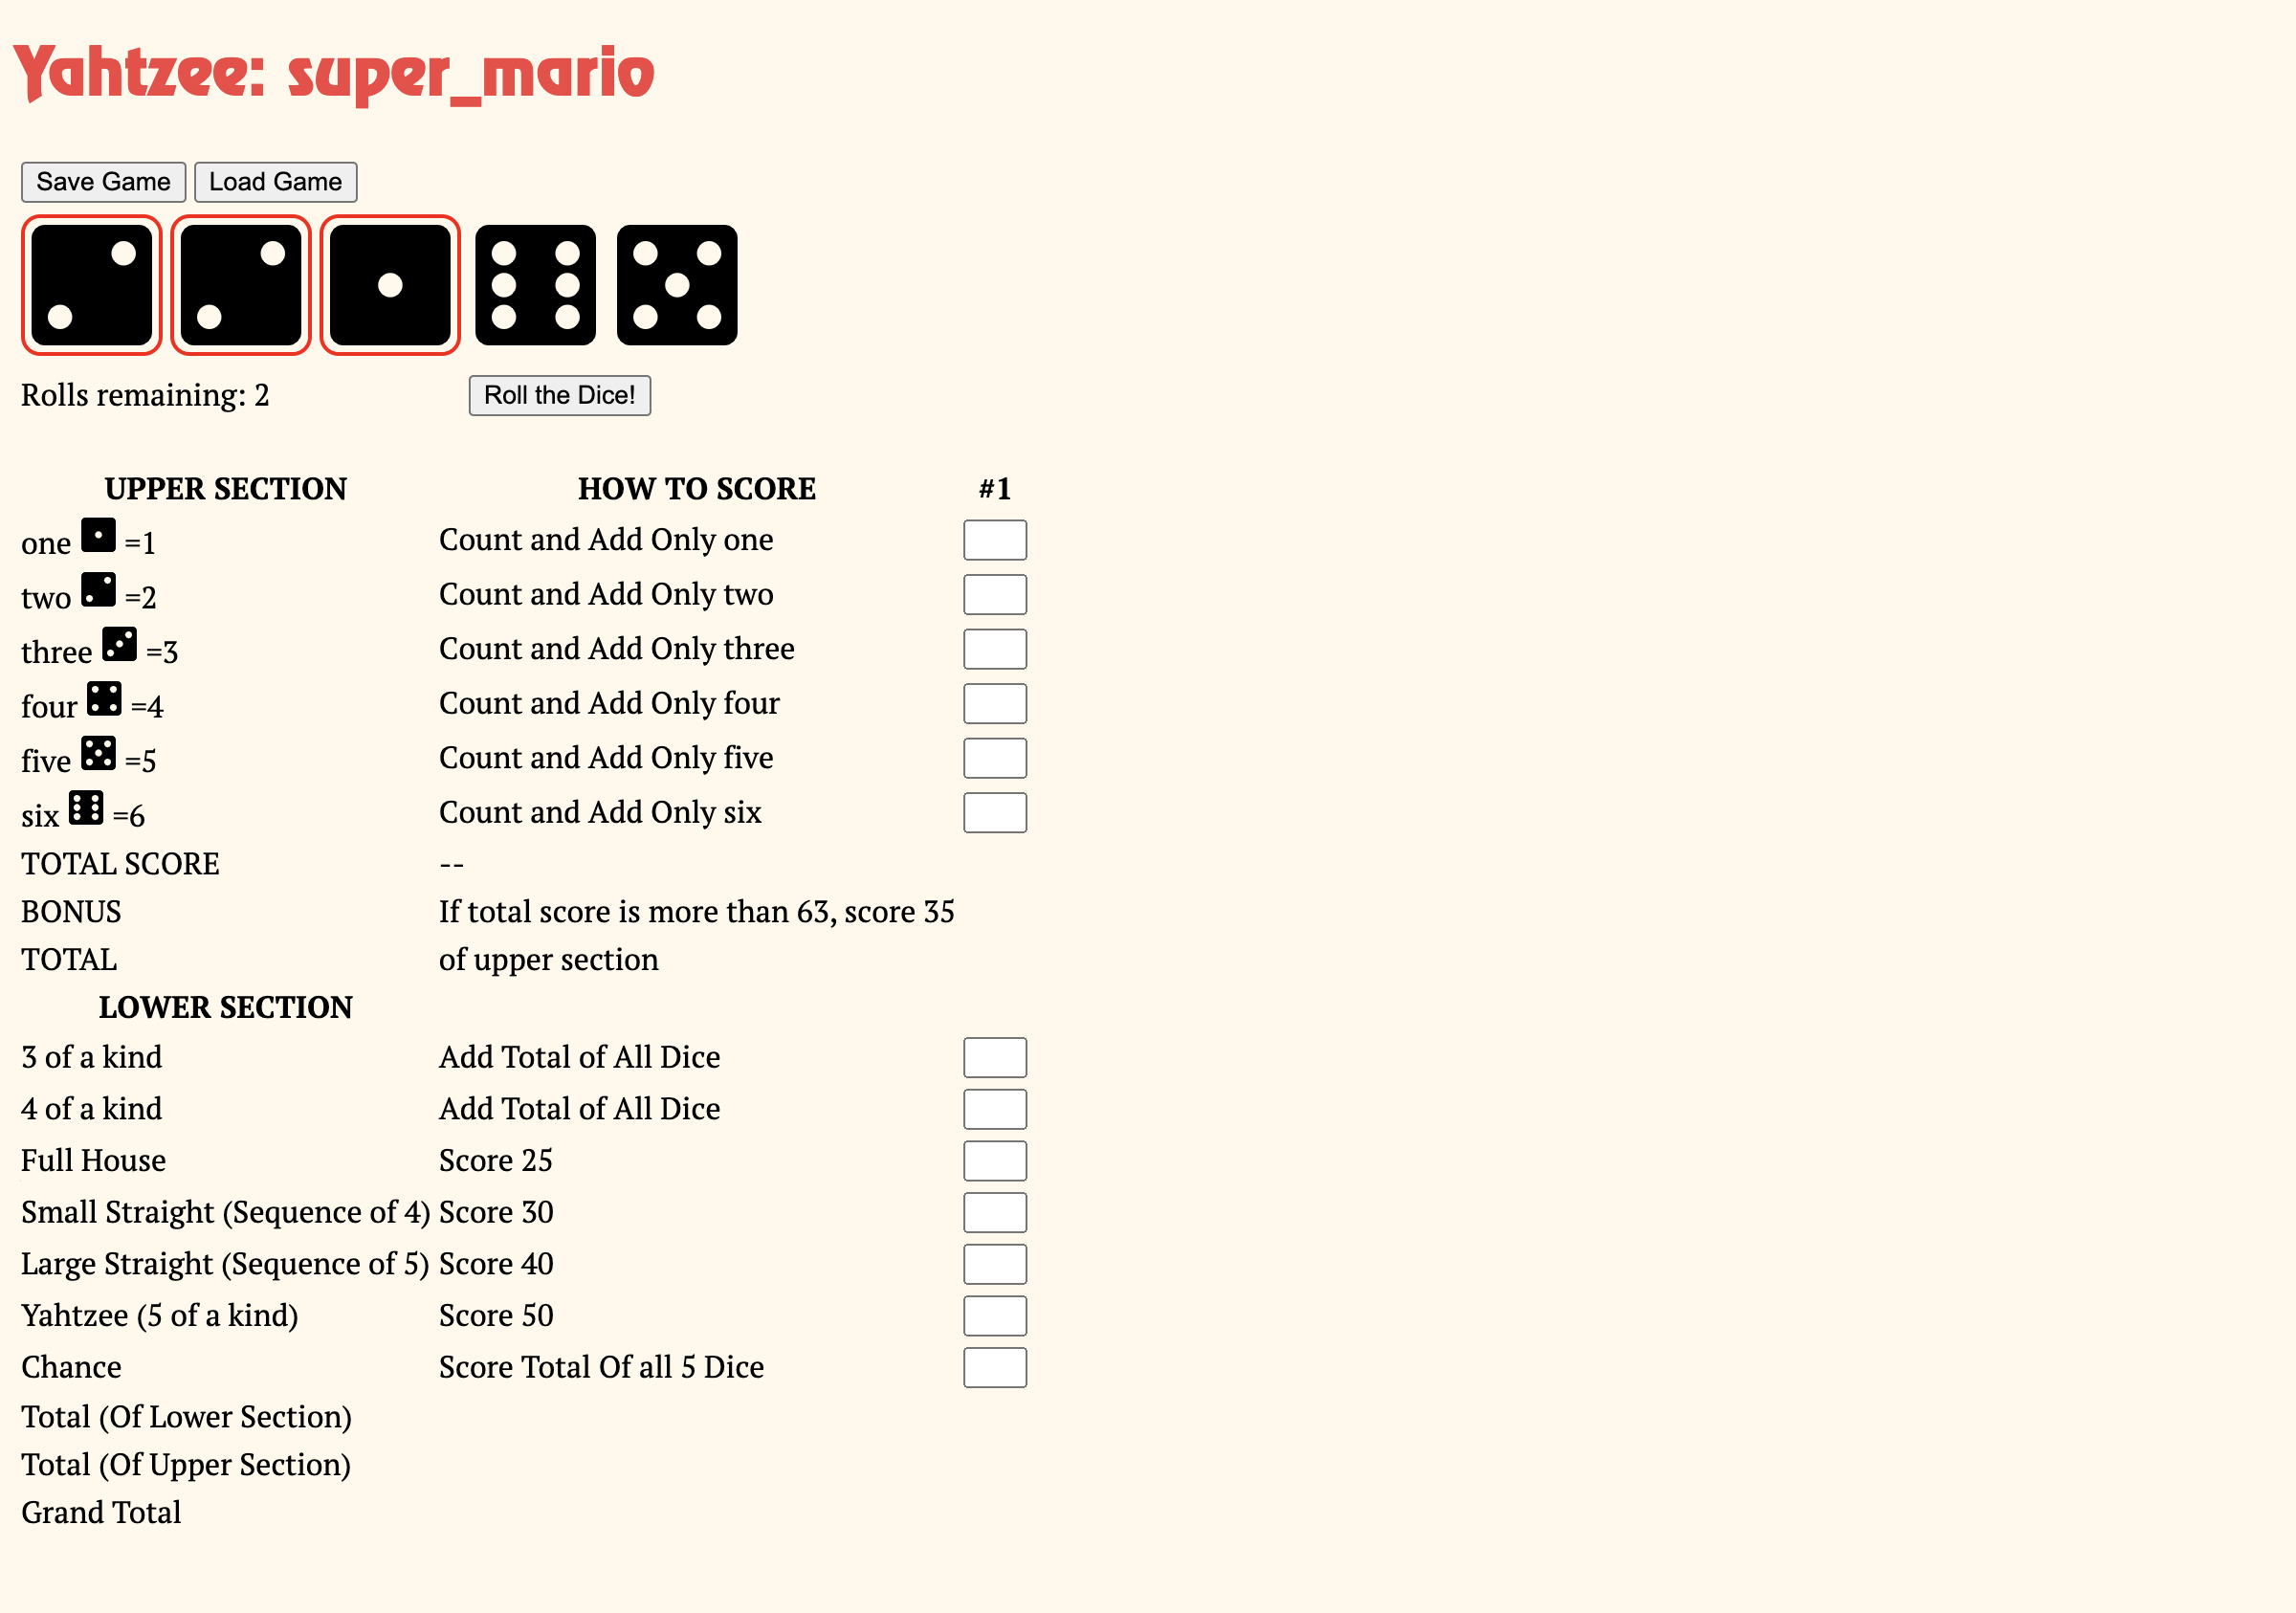 Yahtzee: super_mario
Save Game Load Game
Rolls remaining: 2 Roll the Dice!
UPPER SECTION HOW TO SCORE #1
one =1 Count and Add Only one
two =2 Count and Add Only two
three =3 Count and Add Only three
four =4 Count and Add Only four
five =5 Count and Add Only five
six =6 Count and Add Only six
TOTAL SCORE --
BONUS If total score is more than 63, score 35
TOTAL of upper section
LOWER SECTION
3 of a kind Add Total of All Dice
4 of a kind Add Total of All Dice
Full House Score 25
Small Straight (Sequence of 4) Score 30
Large Straight (Sequence of 5) Score 40
Yahtzee (5 of a kind) Score 50
Chance Score Total Of all 5 Dice
Total (Of Lower Section)
Total (Of Upper Section)
Grand Total